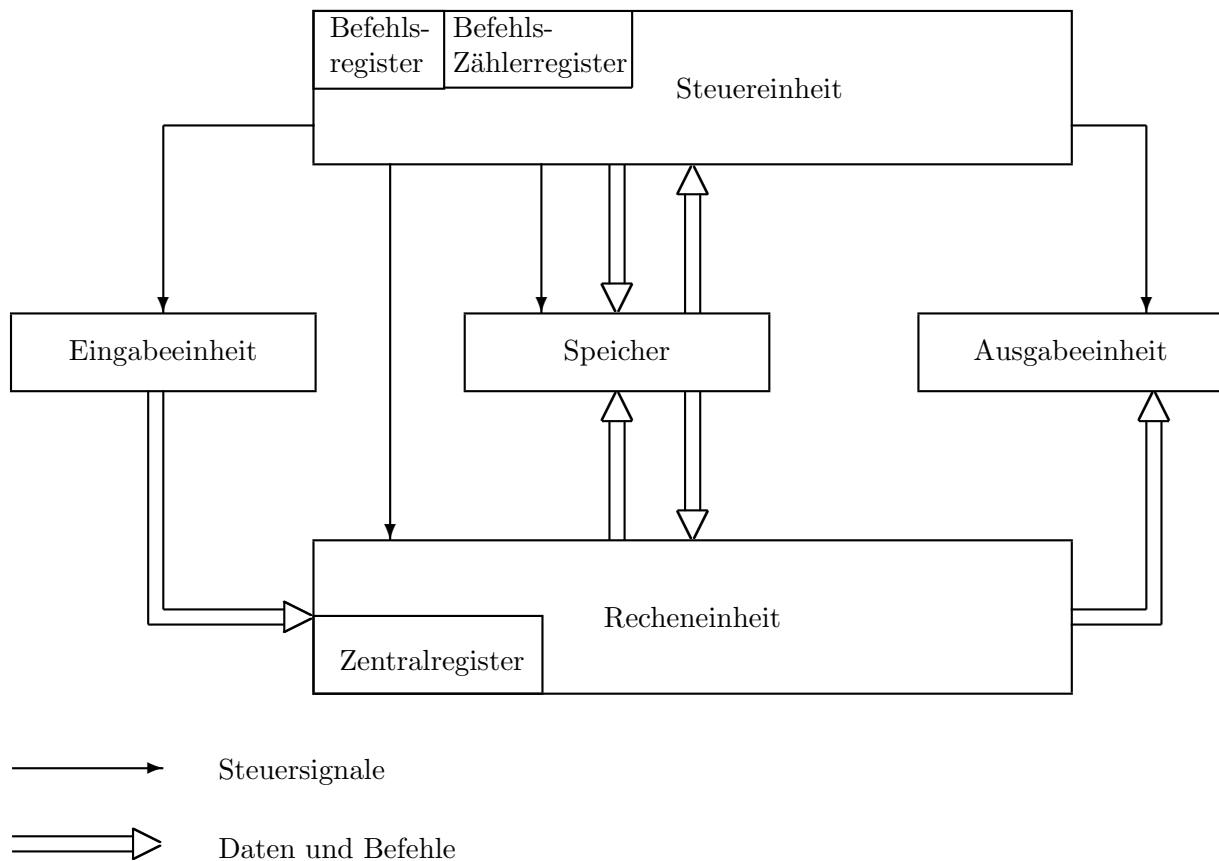 Befehls-
register
Befehls-
Zählerregister
Steuereinheit
Eingabeeinheit
Speicher
Ausgabeeinheit
Recheneinheit
Zentralregister
Steuersignale
Daten und Befehle